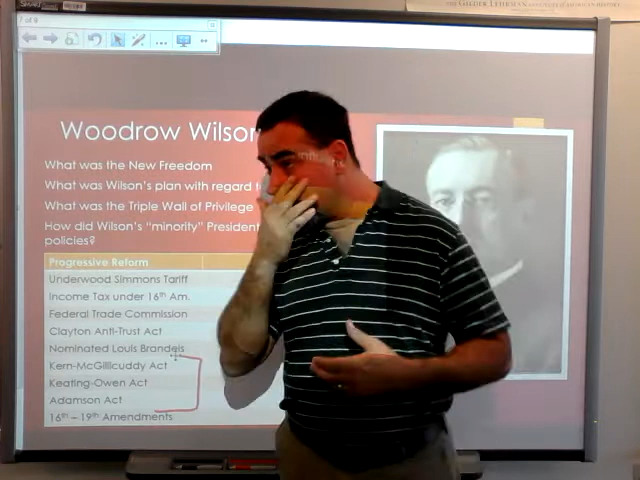 7 of 9
Woodrow Wilson
What was the New Freedom
What was Wilson's plan with regard
What was the Triple Wall of Privilege
How did Wilson's "minority" President
policies?
Progressive Reform
Underwood Simmons Tariff
Income Tax under 16th Am.
Federal Trade Commission
Clayton Anti-Trust Act
Nominated Louis Brandeis
Kern-McGillicuddy Act
Keating-Owen Act
Adamson Act
16th – 19th Amendments